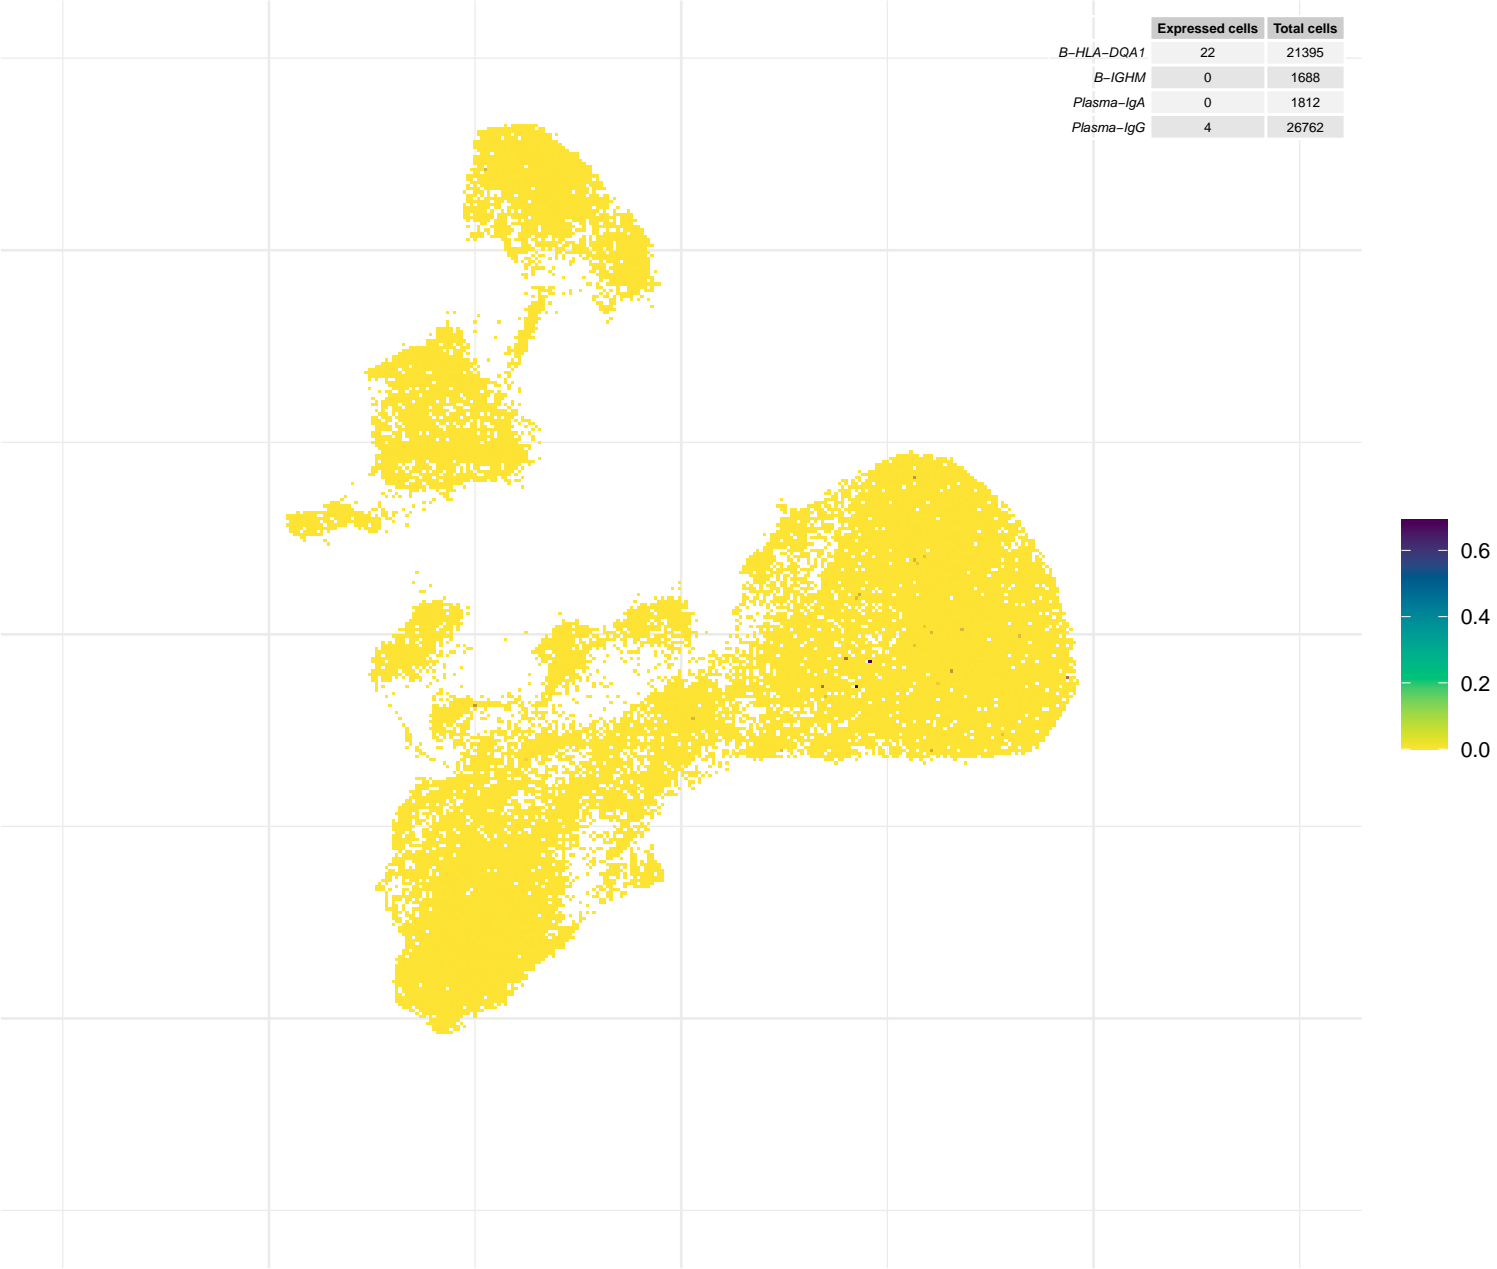 Expressed cells Total cells
B−HLA−DQA1 22 21395
B−IGHM 0 1688
Plasma−IgA 0 1812
Plasma−IgG 4 26762
0.6
0.4
0.2
0.0